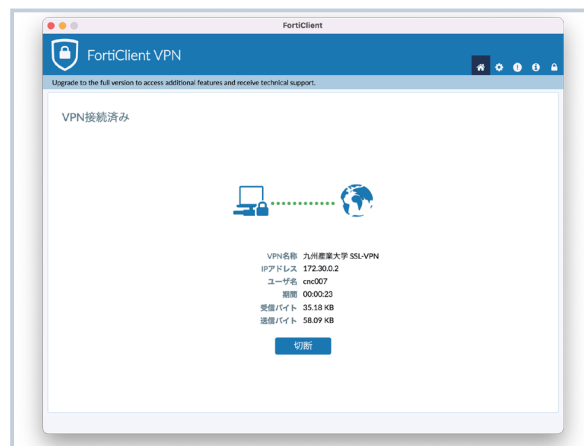 FortiClient
FortiClient VPN
Upgrade to the full version to access additional features and receive technical support.
VPN接続済み
VPN名称 九州産業大学 SSL-VPN
IPアドレス 172.30.0.2
ユーザ名 cnc007
期間 00:00:23
受信バイト 35.18 KB
送信バイト 58.09 KB
切断